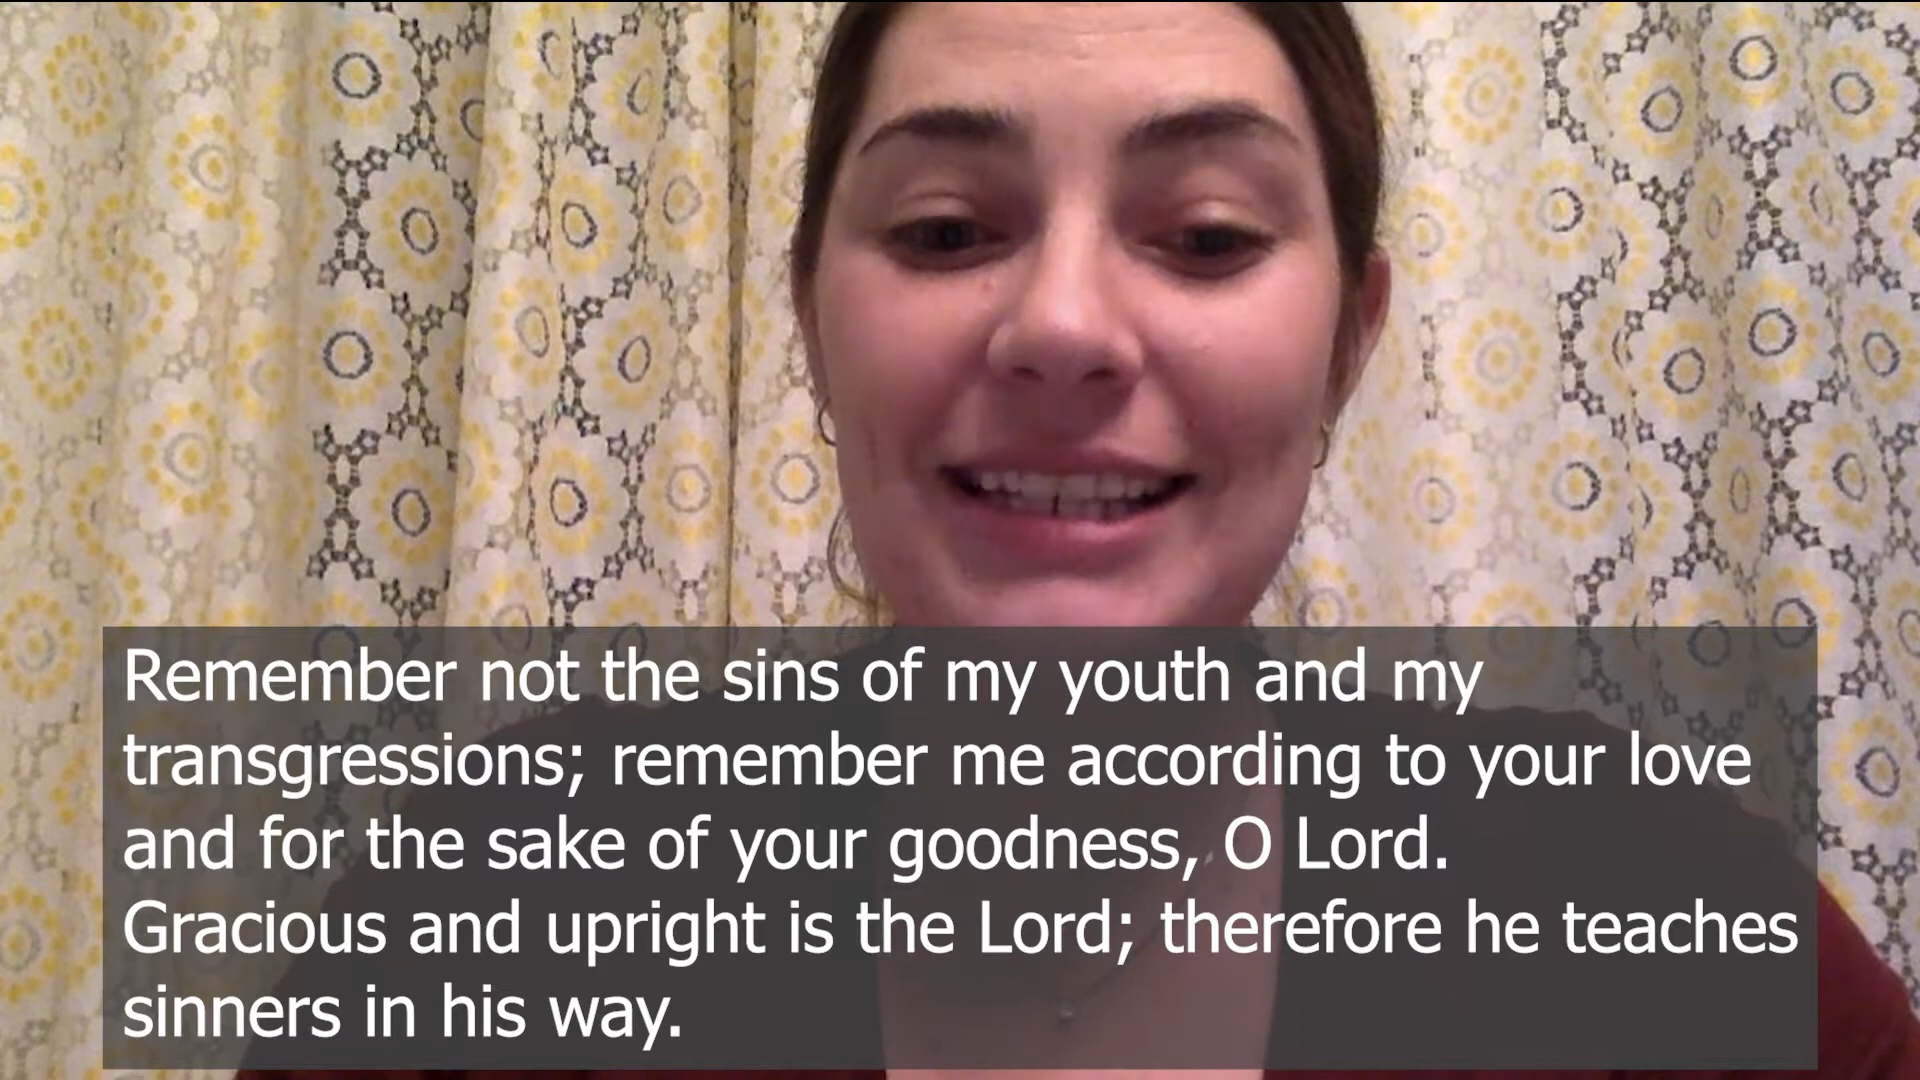 Remember not the sins of my youth and my
transgressions; remember me according to your love
and for the sake of your goodness, O Lord.
Gracious and upright is the Lord; therefore he teaches
sinners in his way.